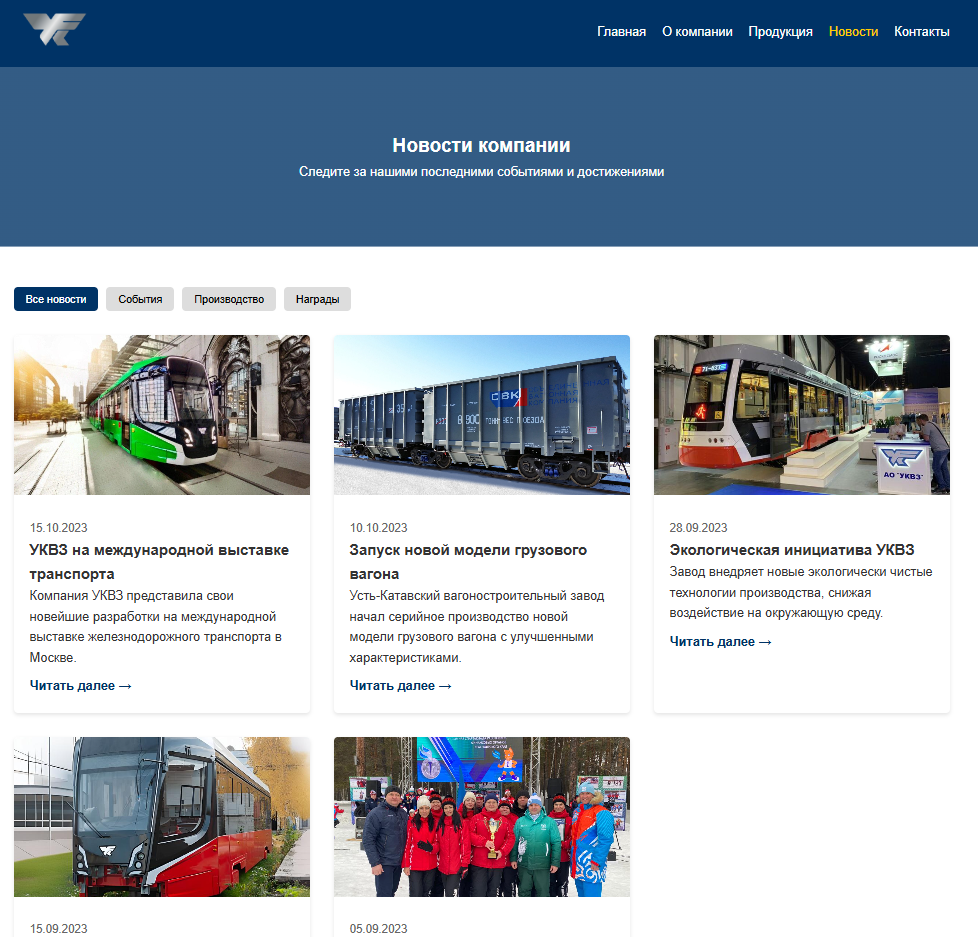 Главная О компании Продукция Новости Контакты
Новости компании
Следите за нашими последними событиями и достижениями
Все новости События Производство Награды
СВК
71-633
АО "УКВЗ"
15.10.2023
УКВЗ на международной выставке
транспорта
Компания УКВЗ представила свои
новейшие разработки на международной
выставке железнодорожного транспорта в
Москве.
Читать далее →
10.10.2023
Запуск новой модели грузового
вагона
Усть-Катавский вагоностроительный завод
начал серийное производство новой
модели грузового вагона с улучшенными
характеристиками.
Читать далее →
28.09.2023
Экологическая инициатива УКВЗ
Завод внедряет новые экологически чистые
технологии производства, снижая
воздействие на окружающую среду.
Читать далее →
15.09.2023
05.09.2023